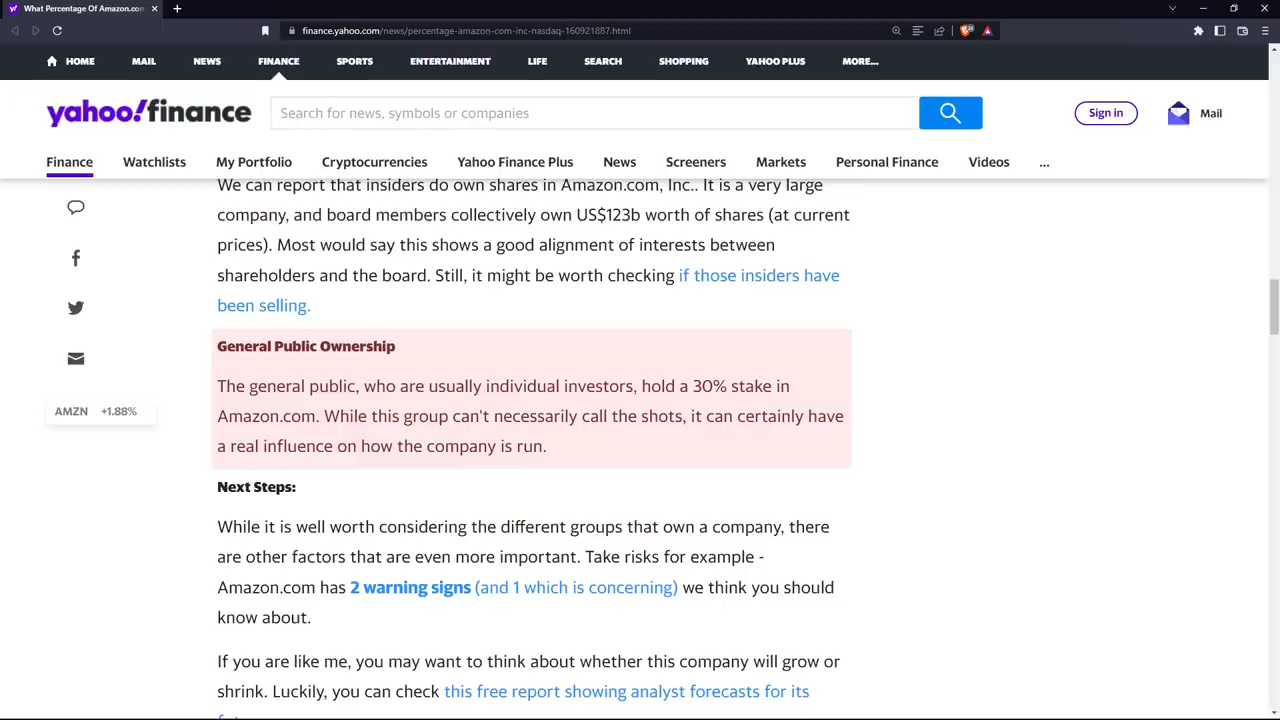 What Percentage Of Amazon.com
finance.yahoo.com/news/percentage-amazon-com-inc-nasdaq-160921887.html
HOME MAIL NEWS FINANCE SPORTS ENTERTAINMENT LIFE SEARCH SHOPPING YAHOO PLUS MORE...
yahoo!finance
Search for news, symbols or companies
Sign in
Mail
Finance Watchlists My Portfolio Cryptocurrencies Yahoo Finance Plus News Screeners Markets Personal Finance Videos ...
We can report that insiders do own shares in Amazon.com, Inc.. It is a very large
company, and board members collectively own US$123b worth of shares (at current
prices). Most would say this shows a good alignment of interests between
shareholders and the board. Still, it might be worth checking if those insiders have
been selling.
General Public Ownership
The general public, who are usually individual investors, hold a 30% stake in
Amazon.com. While this group can't necessarily call the shots, it can certainly have
a real influence on how the company is run.
AMZN +1.88%
Next Steps:
While it is well worth considering the different groups that own a company, there
are other factors that are even more important. Take risks for example -
Amazon.com has 2 warning signs (and 1 which is concerning) we think you should
know about.
If you are like me, you may want to think about whether this company will grow or
shrink. Luckily, you can check this free report showing analyst forecasts for its